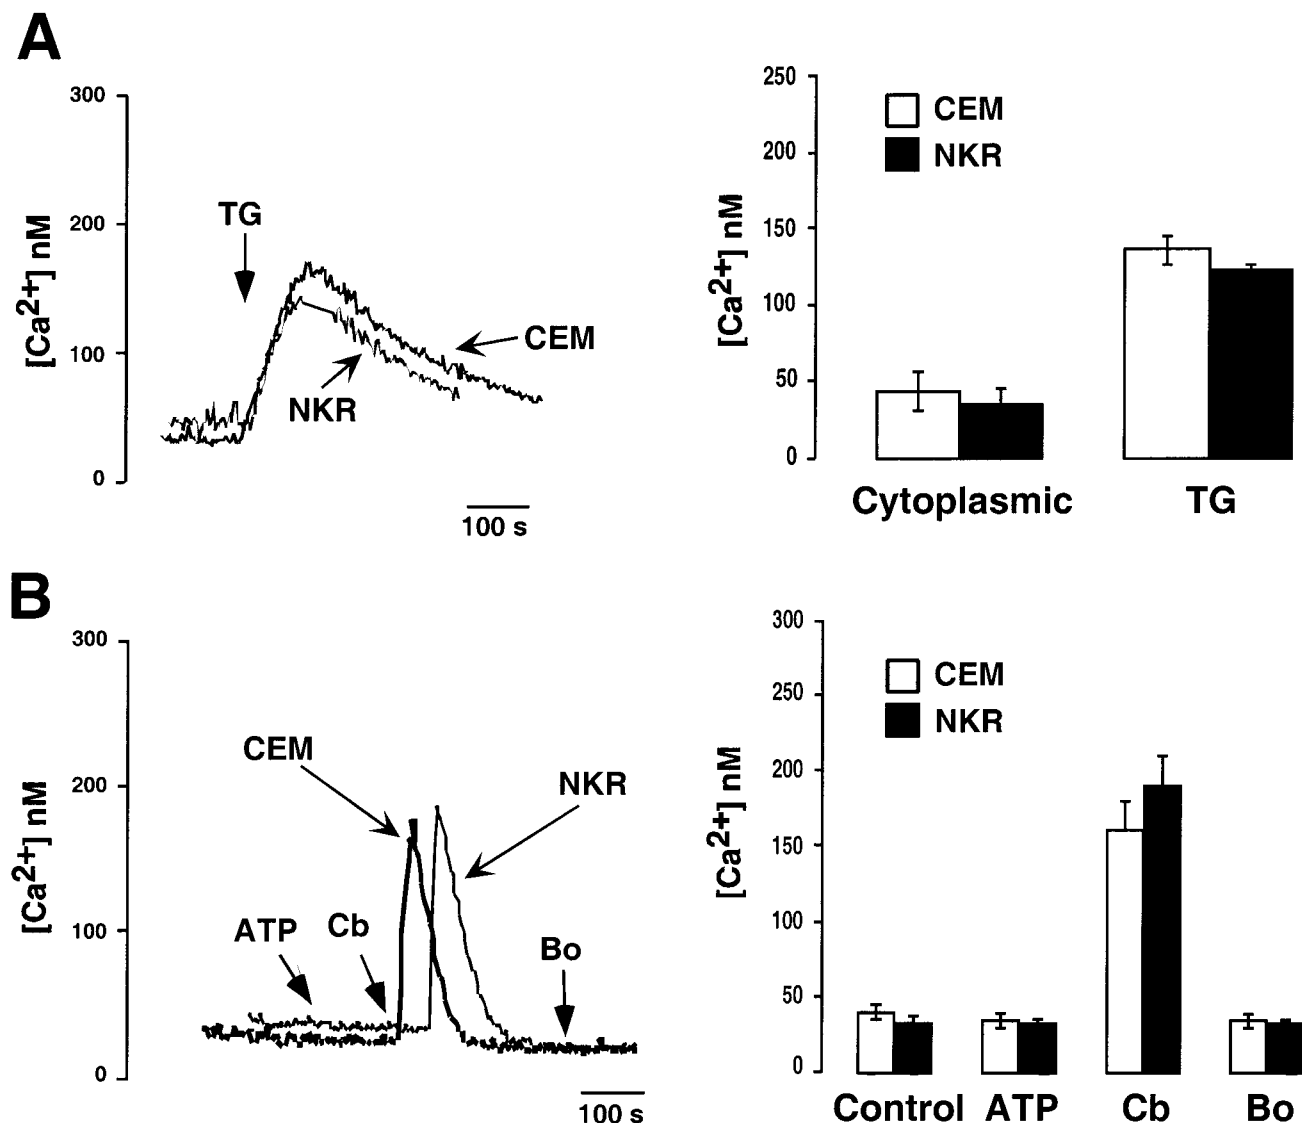 A
300
200
100
0
[Ca2+] nM
TG
CEM
NKR
100 s
250
200
150
100
50
0
[Ca2+] nM
CEM
NKR
Cytoplasmic TG
B
300
200
100
0
[Ca2+] nM
CEM
NKR
ATP
Cb
Bo
100 s
300
250
200
150
100
50
0
[Ca2+] nM
CEM
NKR
Control ATP Cb Bo